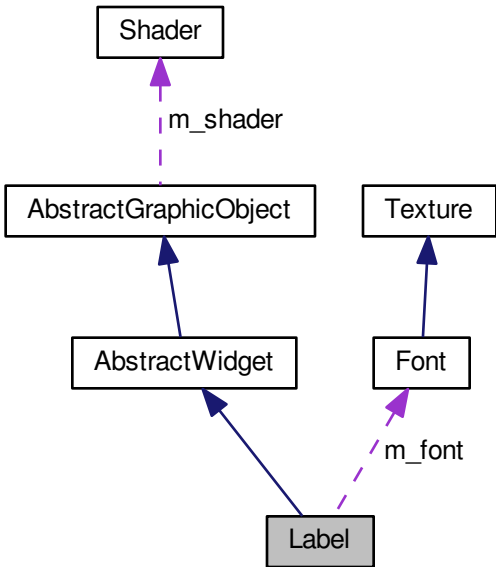 Shader
m_shader
AbstractGraphicObject
Texture
AbstractWidget
Font
m_font
Label